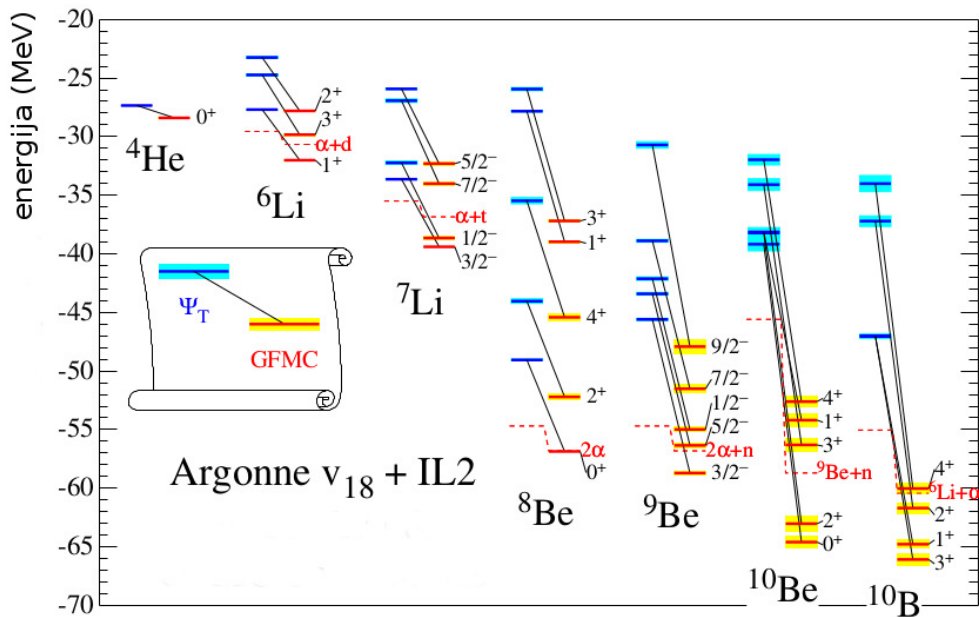 energija (MeV)
-20
-25
-30
-35
-40
-45
-50
-55
-60
-65
-70
0⁺
⁴He
2⁺
3⁺
α+d
1⁺
⁶Li
5/2⁻
7/2⁻
α+t
1/2⁻
3/2⁻
⁷Li
3⁺
1⁺
4⁺
2⁺
2α
0⁺
⁸Be
9/2⁻
7/2⁻
1/2⁻
5/2⁻
2α+n
3/2⁻
⁹Be
4⁺
1⁺
3⁺
⁹Be+n
2⁺
0⁺
¹⁰Be
4⁺
⁶Li+α
2⁺
1⁺
3⁺
¹⁰B
Ψ_T
GFMC
Argonne v₁₈ + IL2